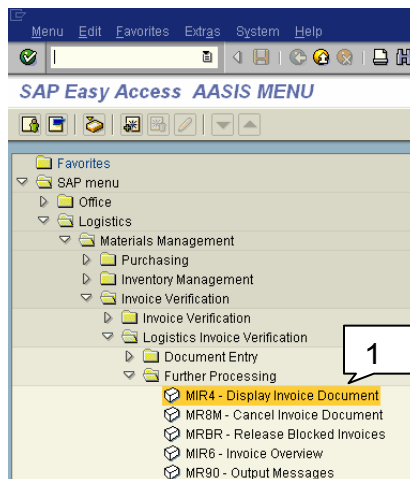 Menu Edit Favorites Extras System Help
SAP Easy Access AASIS MENU
Favorites
SAP menu
Office
Logistics
Materials Management
Purchasing
Inventory Management
Invoice Verification
Invoice Verification
Logistics Invoice Verification
Document Entry
1
Further Processing
MIR4 - Display Invoice Document
MR8M - Cancel Invoice Document
MRBR - Release Blocked Invoices
MIR6 - Invoice Overview
MR90 - Output Messages